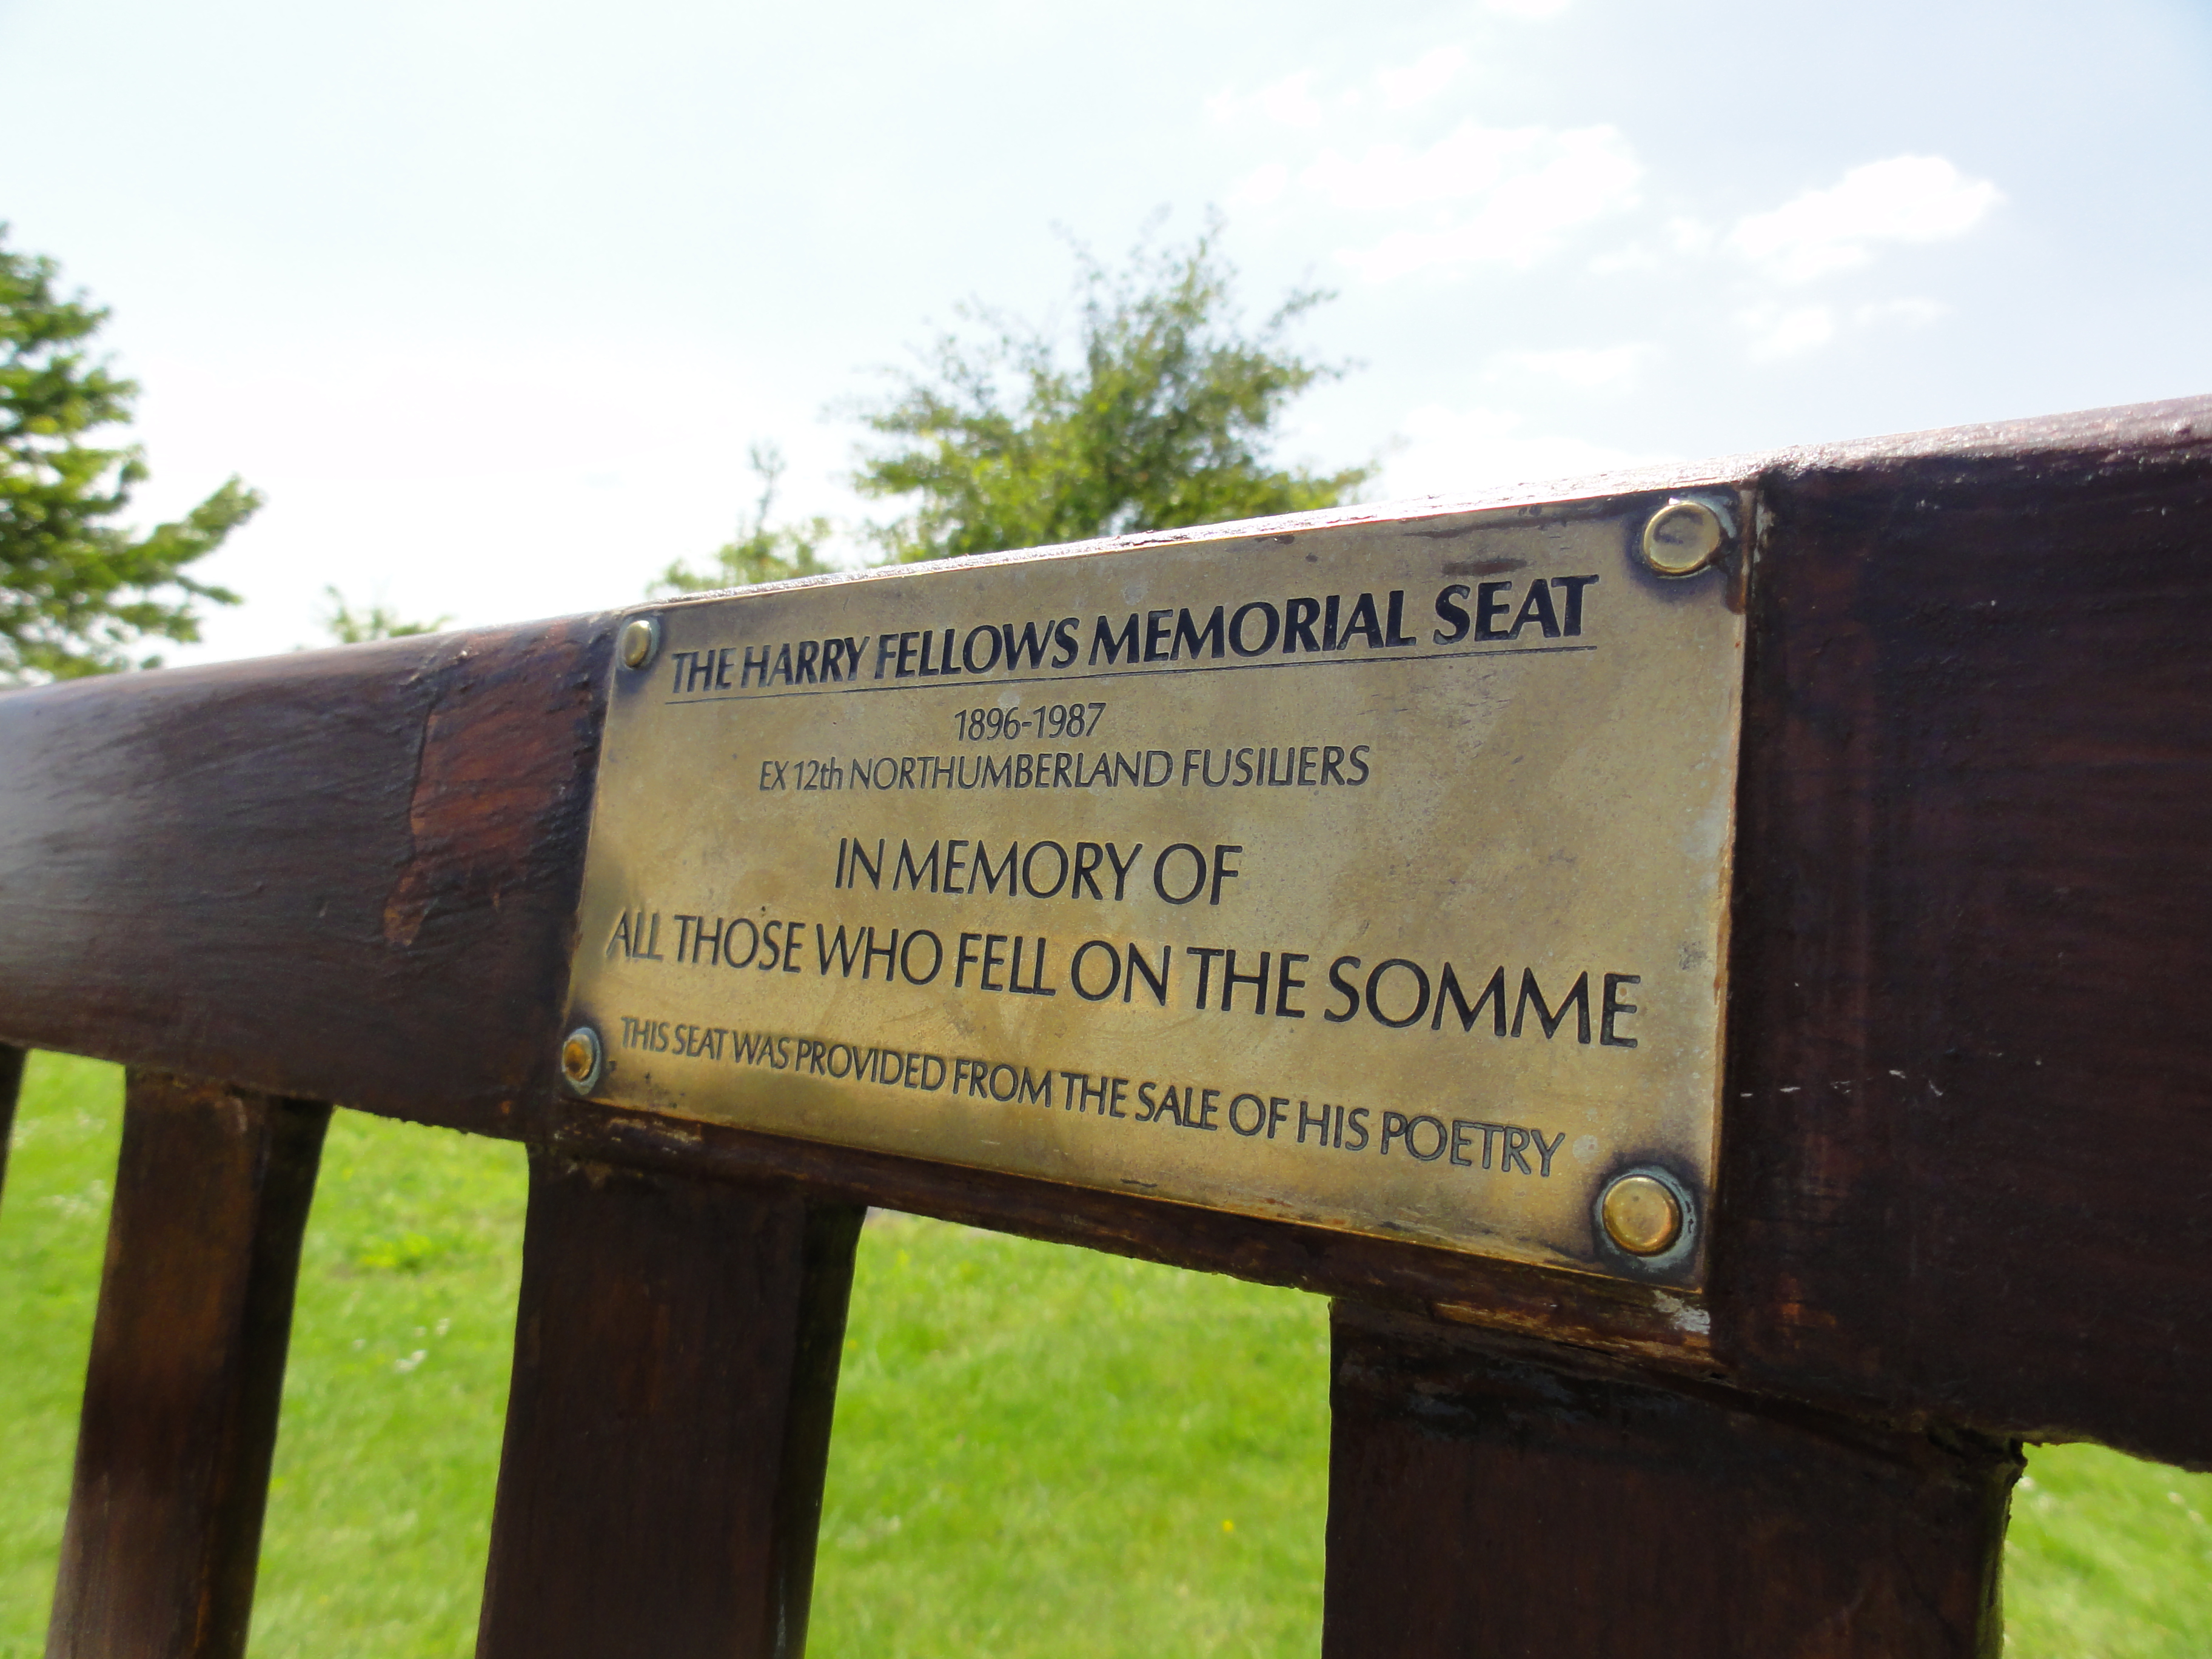 THE HARRY FELLOWS MEMORIAL SEAT
1896-1987
EX 12th NORTHUMBERLAND FUSILIERS
IN MEMORY OF
ALL THOSE WHO FELL ON THE SOMME
THIS SEAT WAS PROVIDED FROM THE SALE OF HIS POETRY